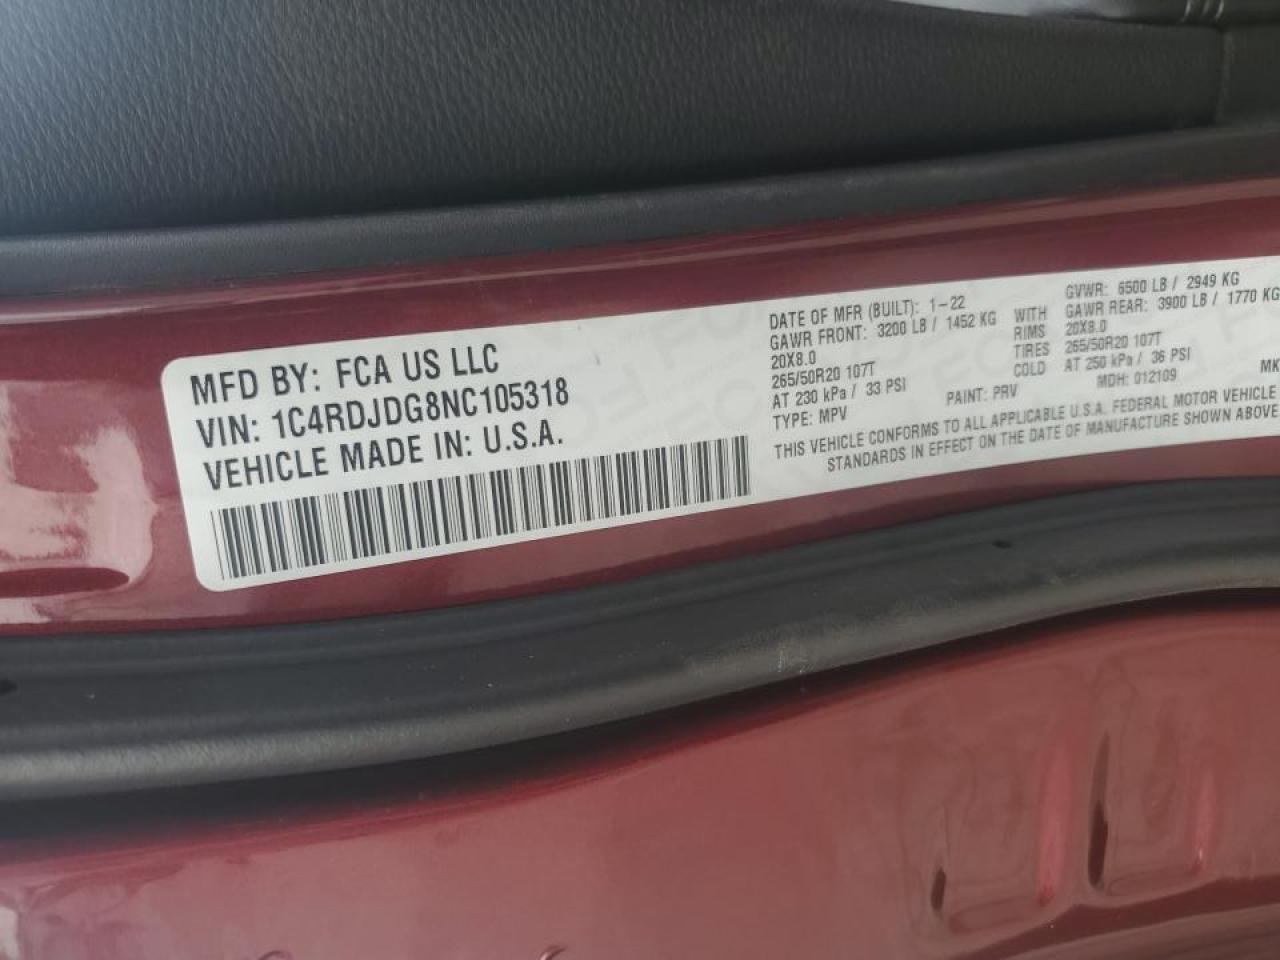 MFD BY: FCA US LLC
VIN: 1C4RDJDG8NC105318
VEHICLE MADE IN: U.S.A.
DATE OF MFR (BUILT): 1-22
GAWR FRONT: 3200 LB / 1452 KG
20X8.0
265/50R20 107T
AT 230 kPa / 33 PSI
TYPE: MPV
WITH
RIMS
TIRES
COLD
GVWR: 6500 LB / 2949 KG
GAWR REAR: 3900 LB / 1770 KG
20X8.0
265/50R20 107T
AT 250 kPa / 36 PSI
PAINT: PRV
MDH: 012109
MK
THIS VEHICLE CONFORMS TO ALL APPLICABLE U.S.A. FEDERAL MOTOR VEHICLE
STANDARDS IN EFFECT ON THE DATE OF MANUFACTURE SHOWN ABOVE